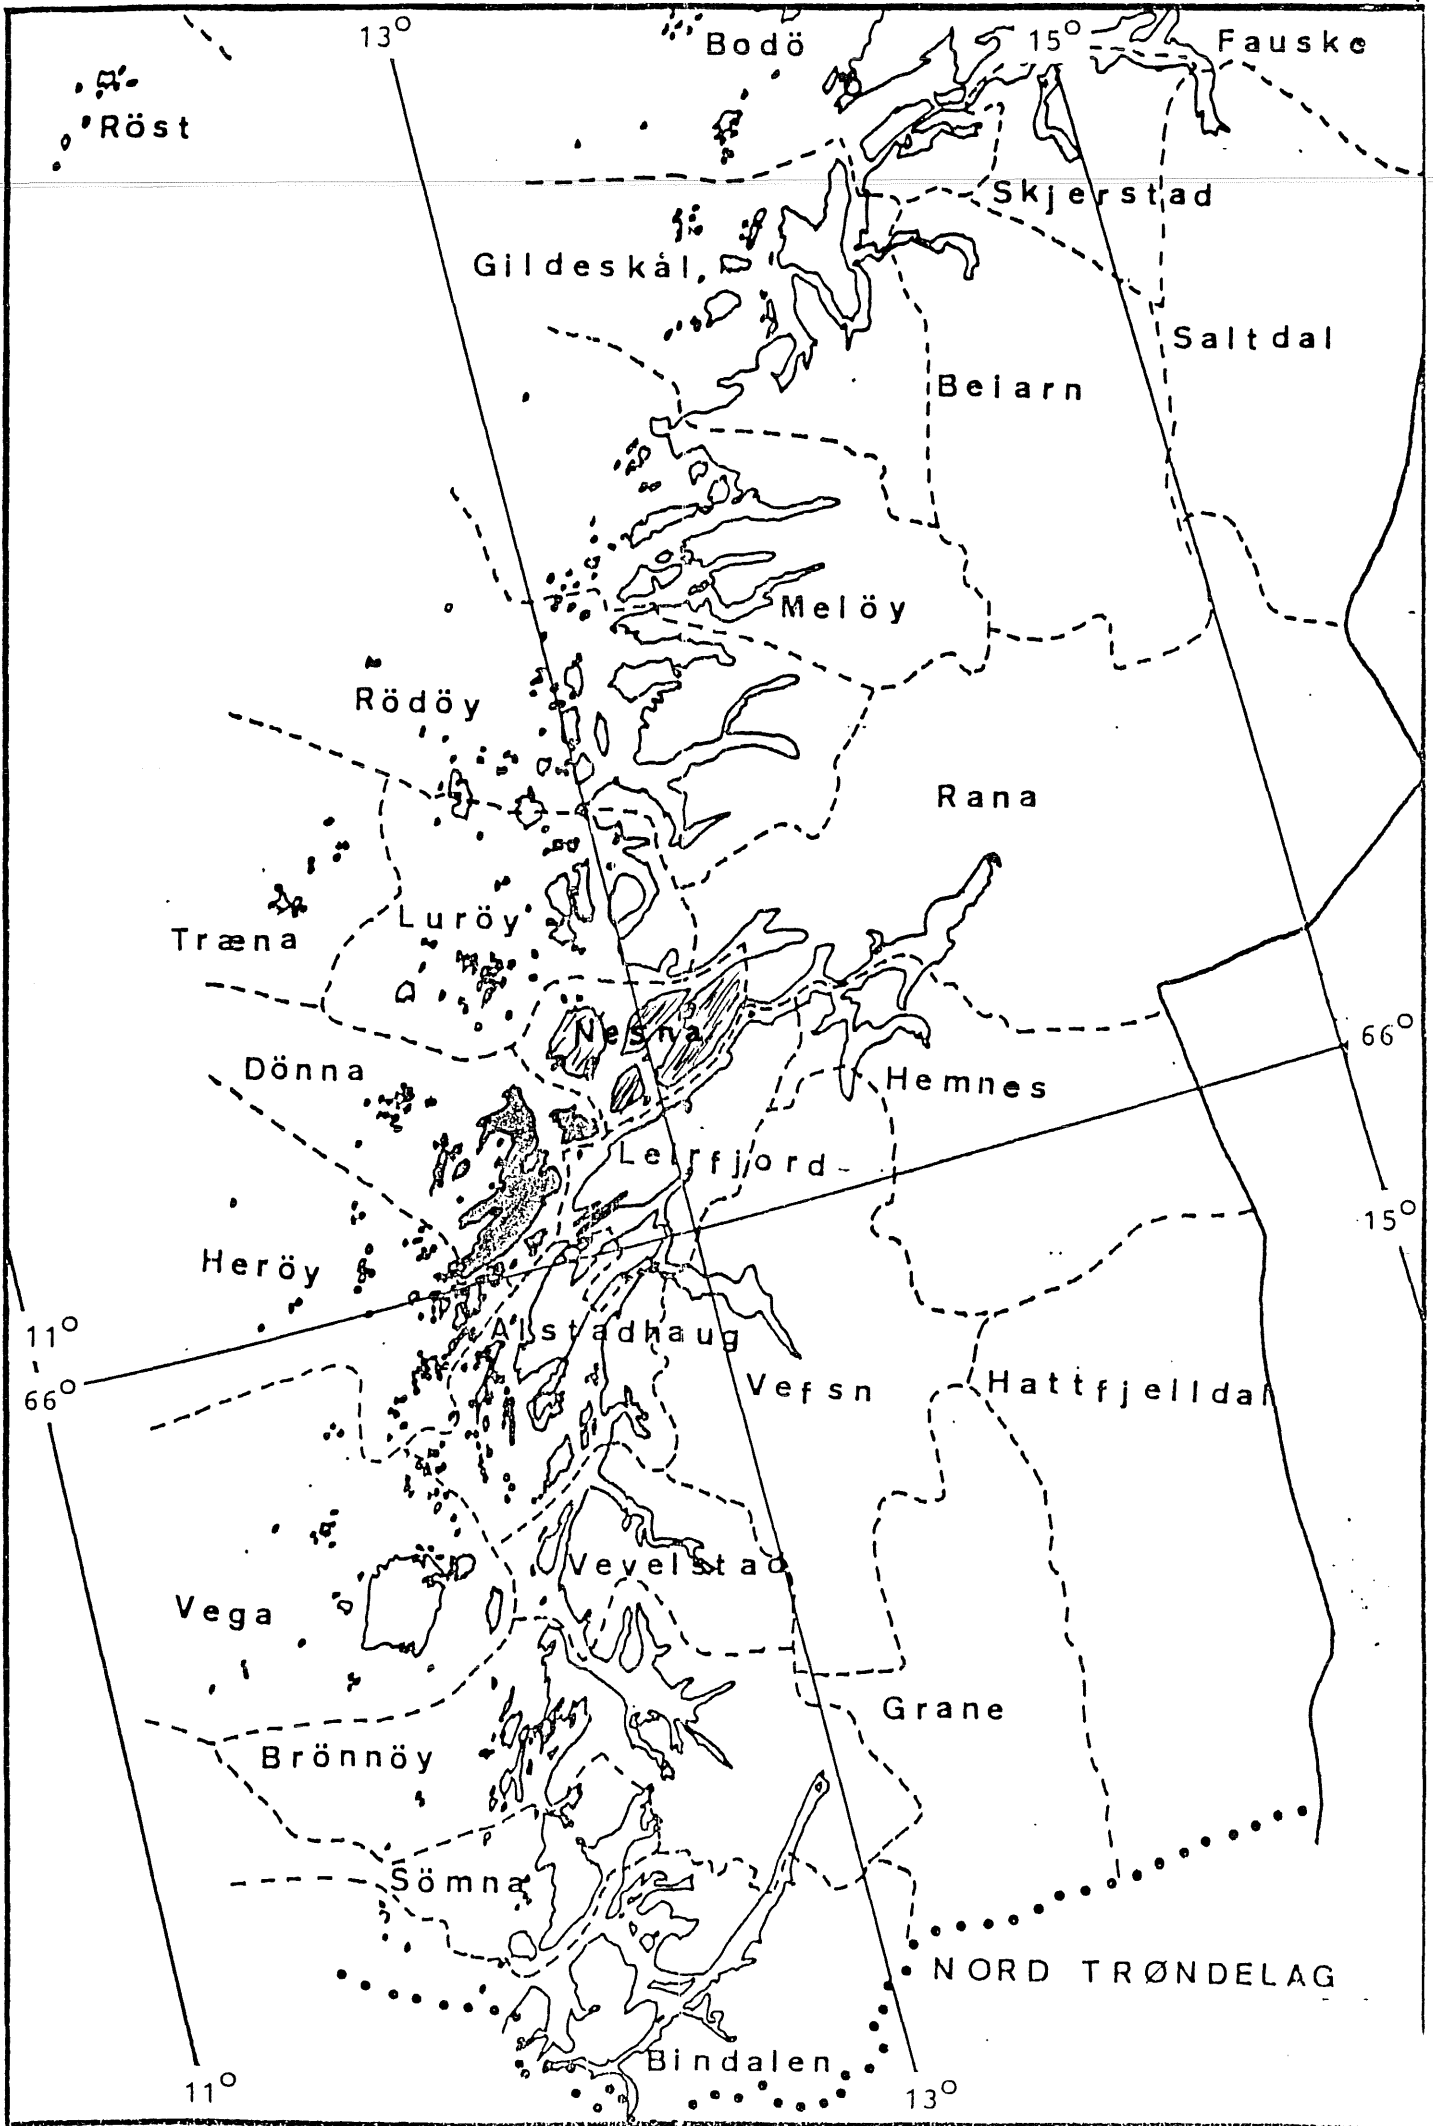 13°
Bodö
15°
Fauske
Röst
Skjerstad
Gildeskål
Saltdal
Beiarn
Melöy
Rödöy
Rana
Luröy
Træna
Nesna
66°
Dönna
Hemnes
Leirfjord
15°
Heröy
11°
Alstadhaug
66°
Vefsn
Hattfjelldal
Vevelstad
Vega
Grane
Brönnöy
Sömna
NORD TRØNDELAG
Bindalen
11°
13°